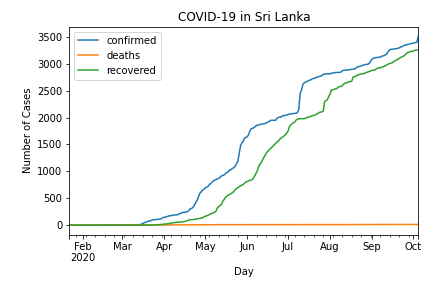 COVID-19 in Sri Lanka
confirmed
deaths
recovered
Number of Cases
3500
3000
2500
2000
1500
1000
500
0
Feb Mar Apr May Jun Jul Aug Sep Oct
2020
Day